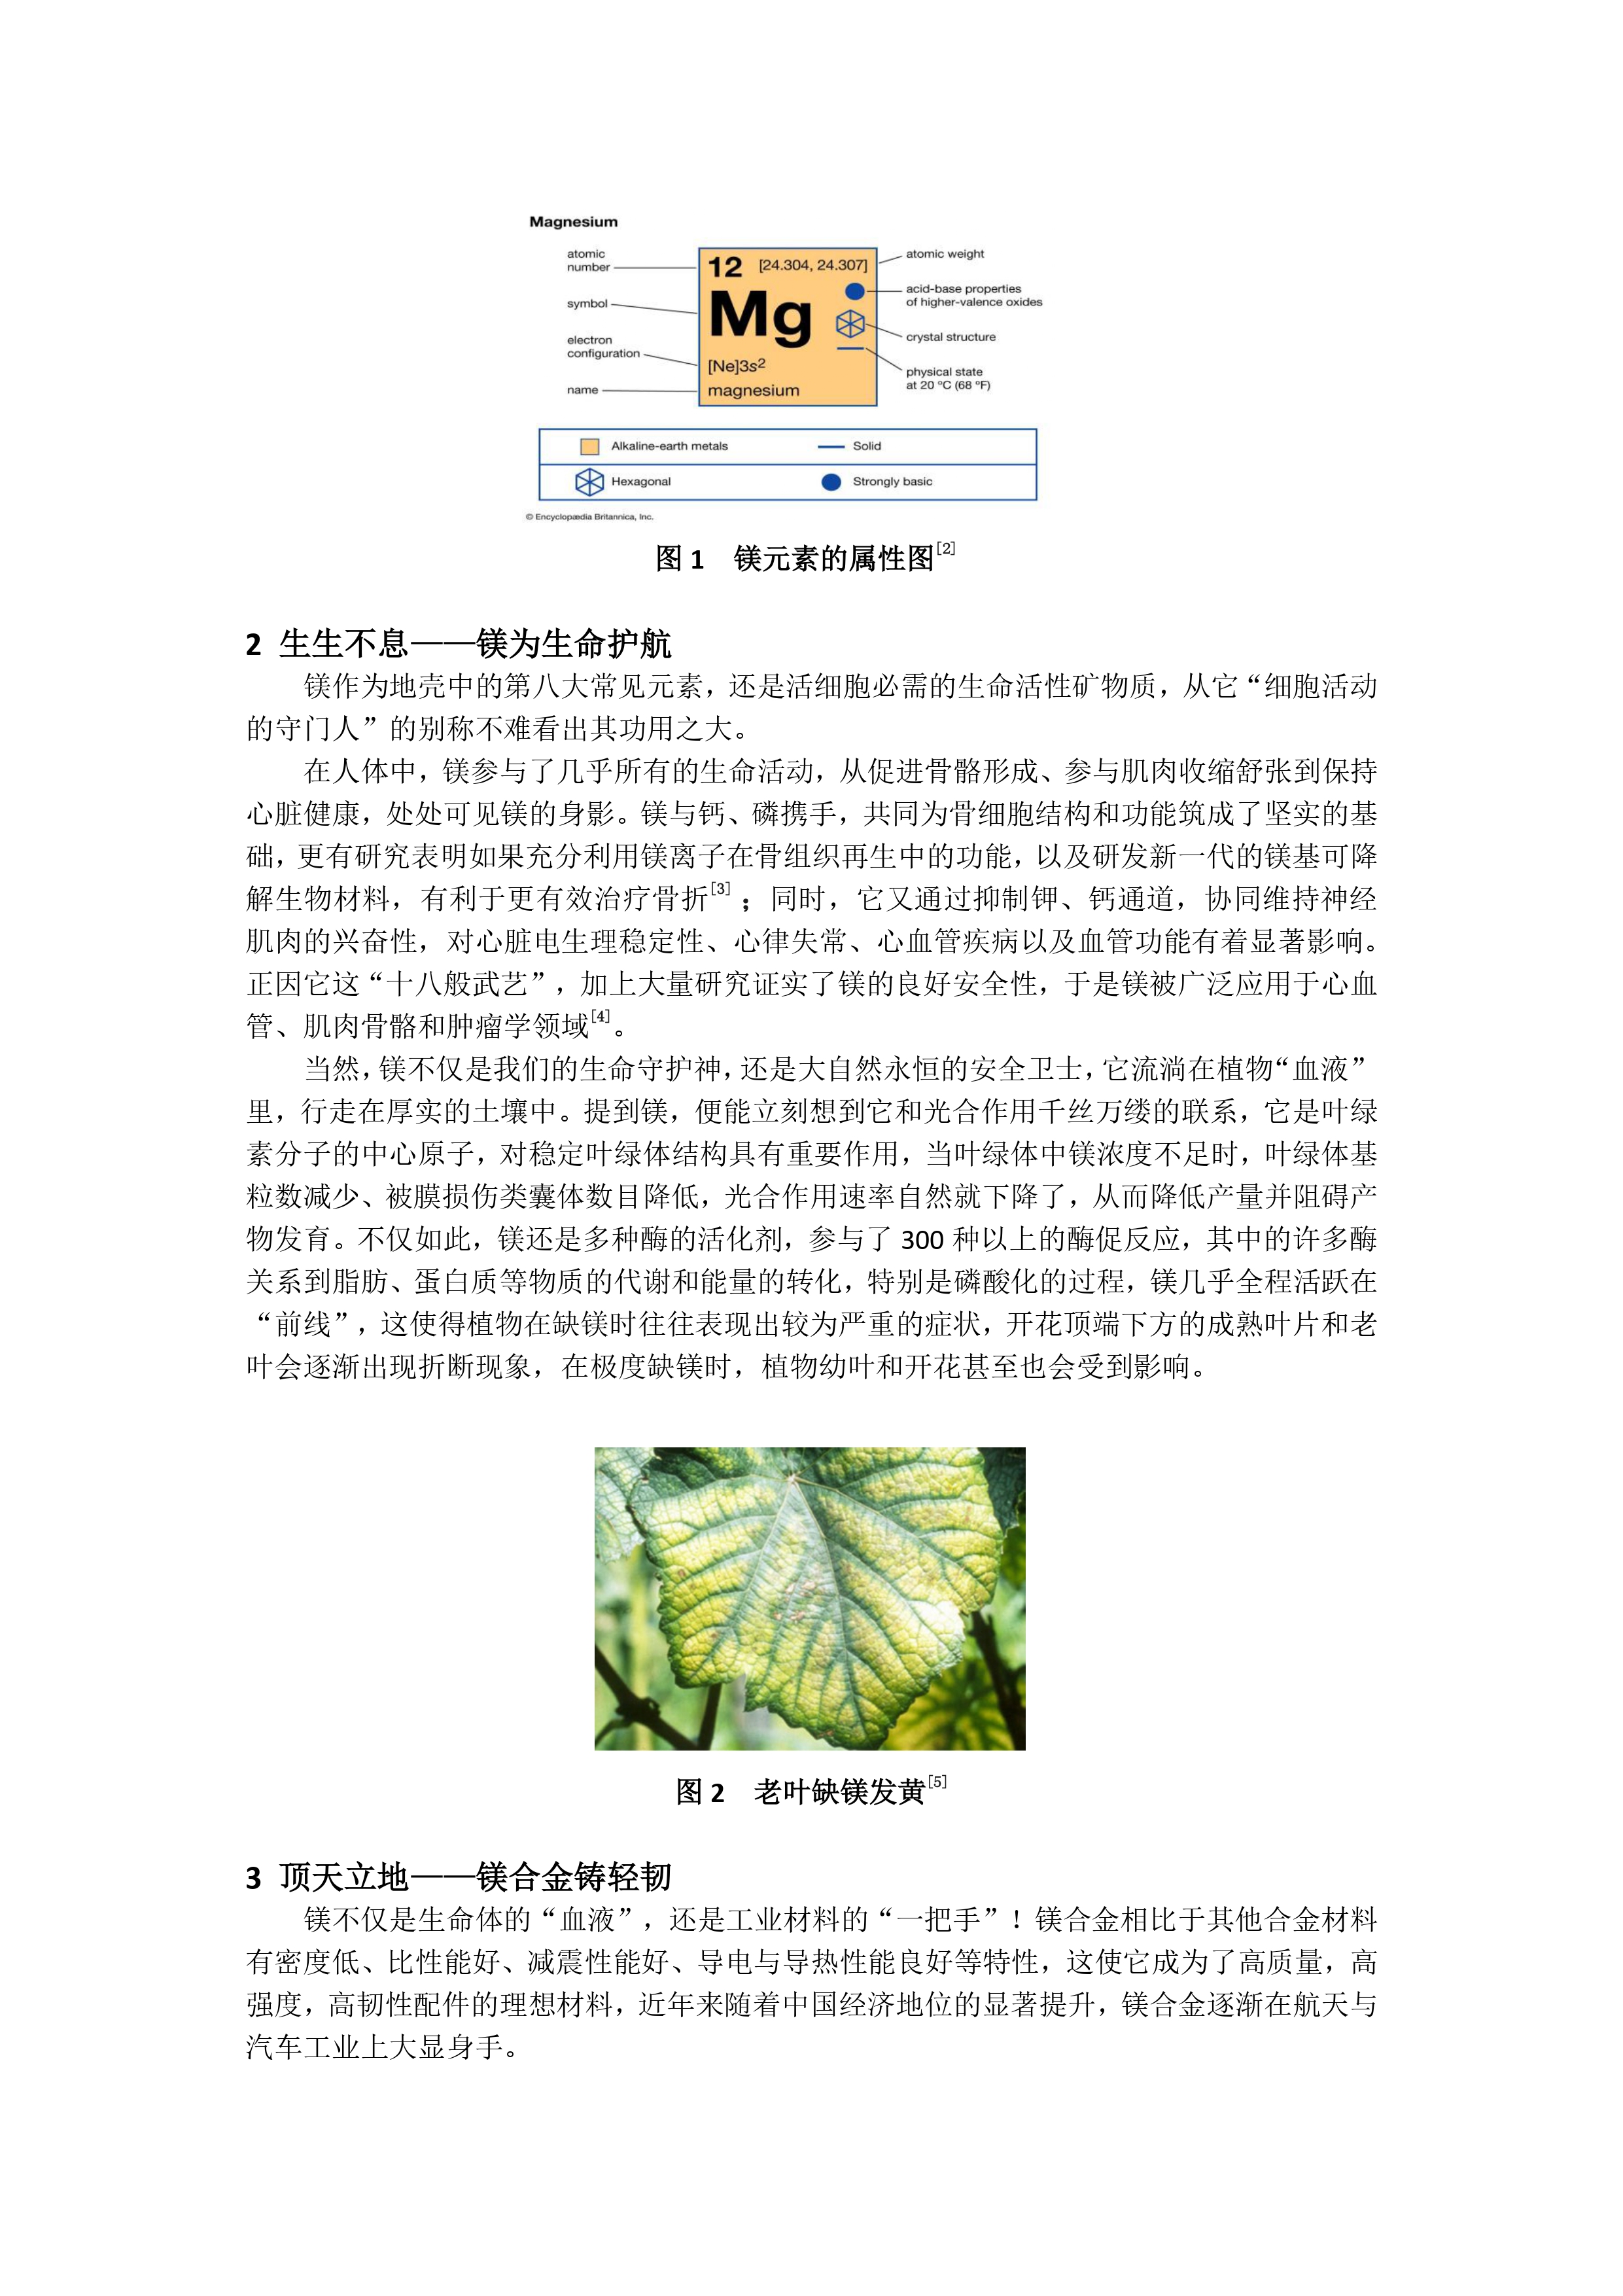 Magnesium
atomic
number
12 [24.304, 24.307]
atomic weight
symbol
Mg
acid-base properties
of higher-valence oxides
crystal structure
electron
configuration
[Ne]3s²
physical state
at 20 ºC (68 ºF)
name
magnesium
Alkaline-earth metals
Solid
Hexagonal
Strongly basic
© Encyclopædia Britannica, Inc.
图 1 镁元素的属性图[2]
2 生生不息——镁为生命护航
镁作为地壳中的第八大常见元素，还是活细胞必需的生命活性矿物质，从它“细胞活动
的守门人”的别称不难看出其功用之大。
在人体中，镁参与了几乎所有的生命活动，从促进骨骼形成、参与肌肉收缩舒张到保持
心脏健康，处处可见镁的身影。镁与钙、磷携手，共同为骨细胞结构和功能筑成了坚实的基
础，更有研究表明如果充分利用镁离子在骨组织再生中的功能，以及研发新一代的镁基可降
解生物材料，有利于更有效治疗骨折[3]；同时，它又通过抑制钾、钙通道，协同维持神经
肌肉的兴奋性，对心脏电生理稳定性、心律失常、心血管疾病以及血管功能有着显著影响。
正因它这“十八般武艺”，加上大量研究证实了镁的良好安全性，于是镁被广泛应用于心血
管、肌肉骨骼和肿瘤学领域[4]。
当然，镁不仅是我们的生命守护神，还是大自然永恒的安全卫士，它流淌在植物“血液”
里，行走在厚实的土壤中。提到镁，便能立刻想到它和光合作用千丝万缕的联系，它是叶绿
素分子的中心原子，对稳定叶绿体结构具有重要作用，当叶绿体中镁浓度不足时，叶绿体基
粒数减少、被膜损伤类囊体数目降低，光合作用速率自然就下降了，从而降低产量并阻碍产
物发育。不仅如此，镁还是多种酶的活化剂，参与了 300 种以上的酶促反应，其中的许多酶
关系到脂肪、蛋白质等物质的代谢和能量的转化，特别是磷酸化的过程，镁几乎全程活跃在
“前线”，这使得植物在缺镁时往往表现出较为严重的症状，开花顶端下方的成熟叶片和老
叶会逐渐出现折断现象，在极度缺镁时，植物幼叶和开花甚至也会受到影响。
图 2 老叶缺镁发黄[5]
3 顶天立地——镁合金铸轻韧
镁不仅是生命体的“血液”，还是工业材料的“一把手”！镁合金相比于其他合金材料
有密度低、比性能好、减震性能好、导电与导热性能良好等特性，这使它成为了高质量，高
强度，高韧性配件的理想材料，近年来随着中国经济地位的显著提升，镁合金逐渐在航天与
汽车工业上大显身手。